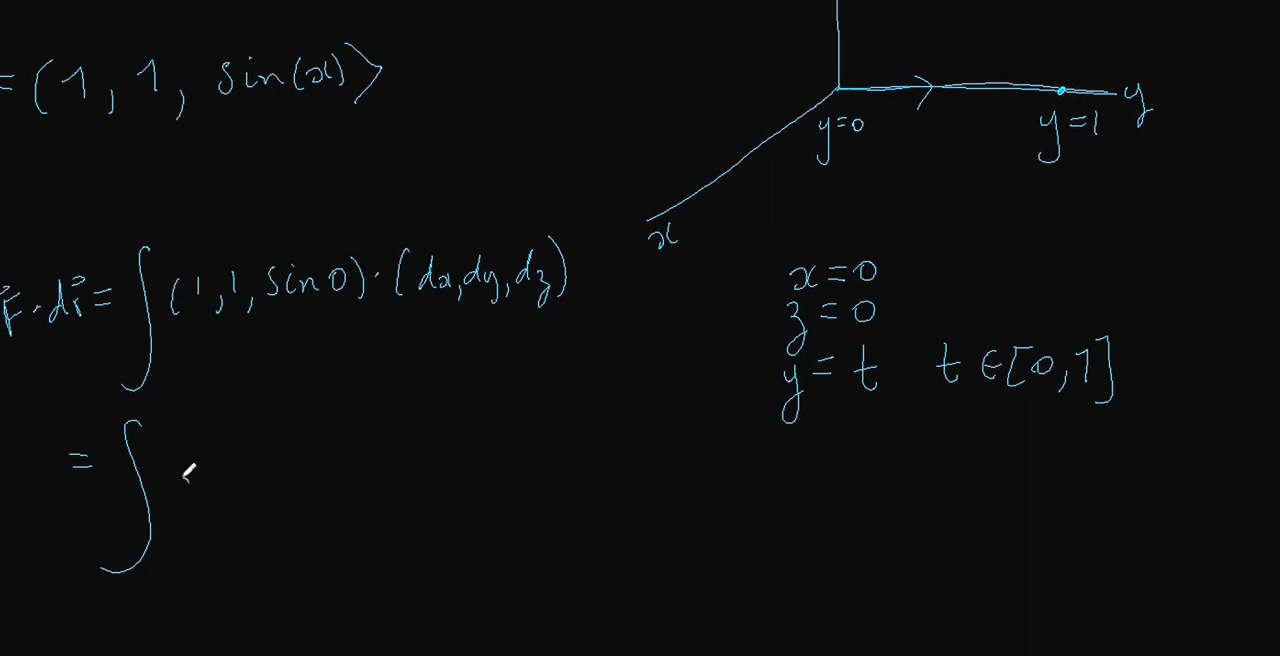 = (1, 1, sin(x)⟩
y
y=0
y=1
x
F⃗·dr⃗ = ∫ (1, 1, sin 0)·(dx, dy, dz)
x=0
z=0
y=t t∈[0,1]
= ∫